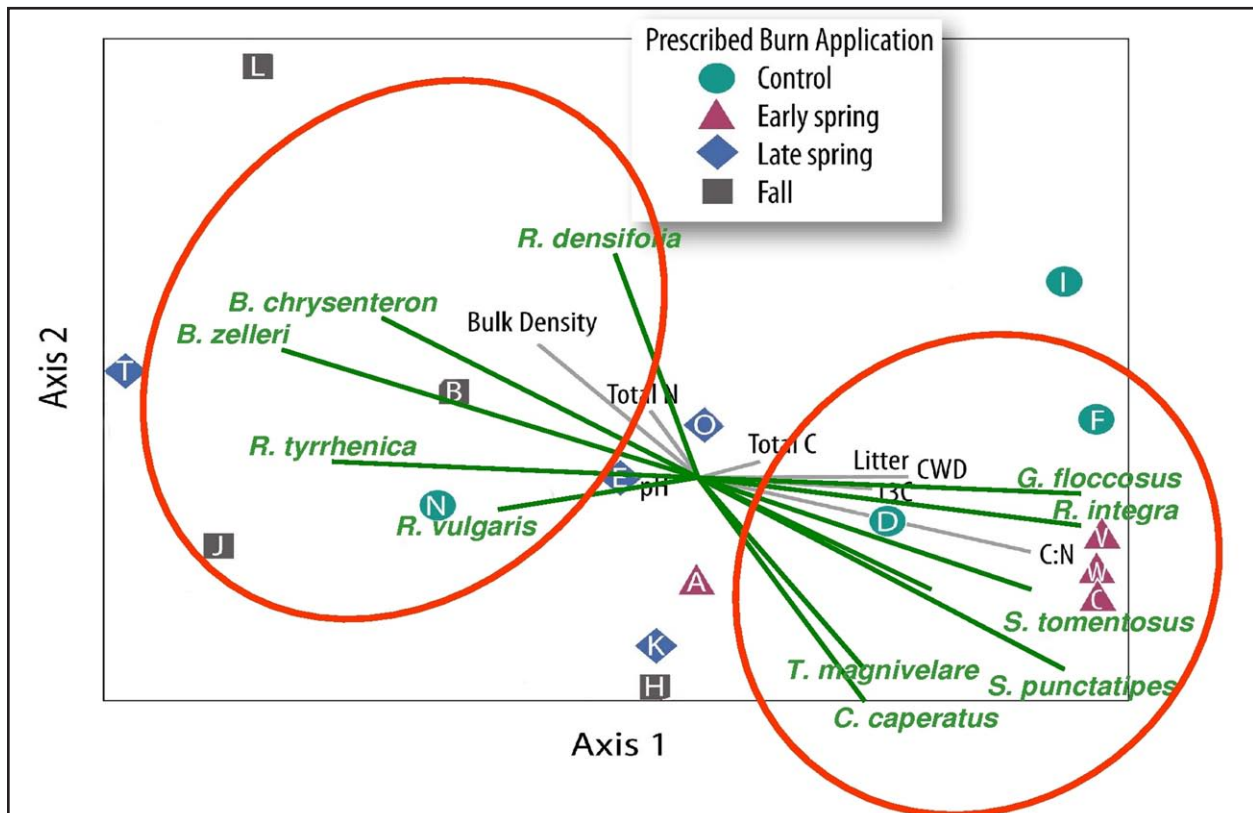 Prescribed Burn Application
Control
Early spring
Late spring
Fall
L
R. densifolia
I
B. chrysenteron
Bulk Density
B. zelleri
Axis 2
T
B
Total N
O
F
R. tyrrhenica
Total C
Litter
CWD
E
pH
13C
G. floccosus
N
R. vulgaris
D
R. integra
J
V
C:N
W
A
C
S. tomentosus
K
T. magnivelare
H
S. punctatipes
C. caperatus
Axis 1